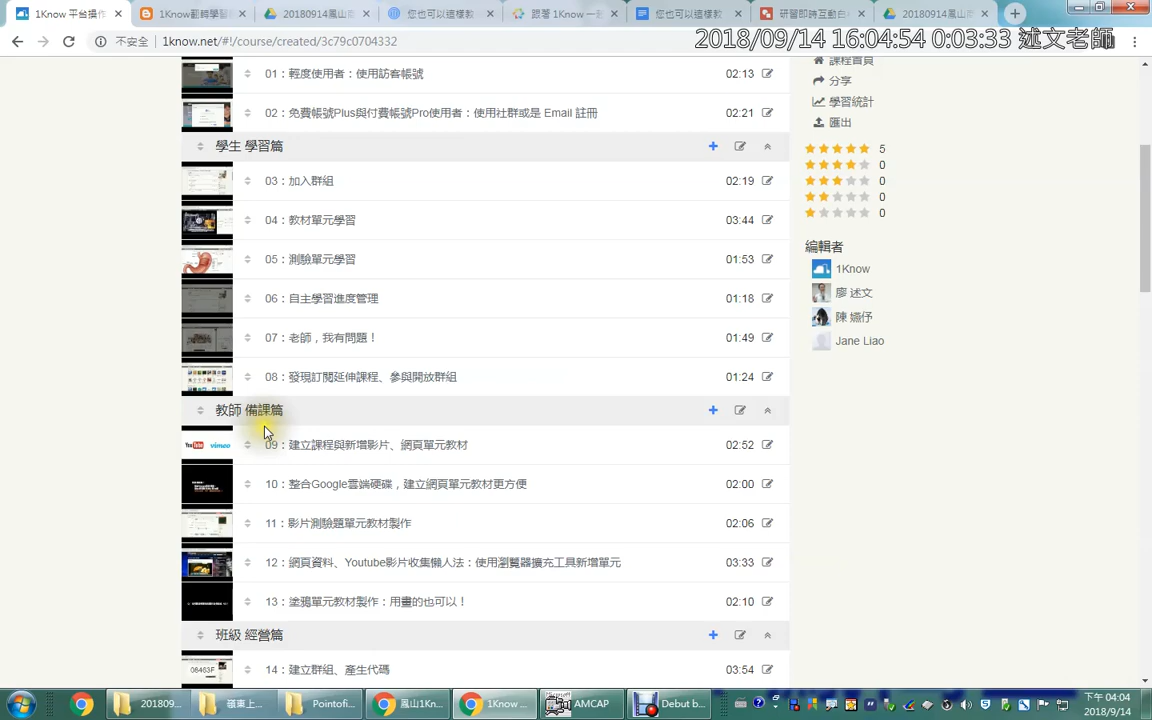 1Know 平台操作
1Know翻轉學習
20180914鳳山
您也可以這樣教
跟著 1Know 一
您也可以這樣教
研習即時互動白
20180914鳳山
不安全
1know.net/#!/course/created/3c79c0704332
2018/09/14 16:04:54 0:03:33 述文老師
課程首頁
01：輕度使用者：使用訪客帳號 02:13
分享
學習統計
02：免費帳號Plus與付費帳號Pro使用者：使用社群或是 Email 註冊 02:21
匯出
學生 學習篇
5
0
03：加入群組 02:19
0
0
0
04：教材單元學習 03:44
編輯者
05：測驗單元學習 01:53
1Know
廖 述文
06：自主學習進度管理 01:18
陳 嬿伃
07：老師，我有問題！ 01:49
Jane Liao
08：發現訂閱延伸課程、參與開放群組 01:24
教師 備課篇
YouTube vimeo
09：建立課程與新增影片、網頁單元教材 02:52
10：整合Google雲端硬碟，建立網頁單元教材更方便 02:00
11：影片測驗題單元教材製作 02:06
12：網頁資料、Youtube影片收集懶人法：使用瀏覽器擴充工具新增單元 03:33
13：塗鴉單元教材製作：用畫的也可以！ 02:10
班級 經營篇
08463F
14：建立群組、產生代碼 03:54
201809...
嶺東上...
Pointofi...
鳳山1Kn...
1Know ...
AMCAP
Debut b...
下午 04:04
2018/9/14